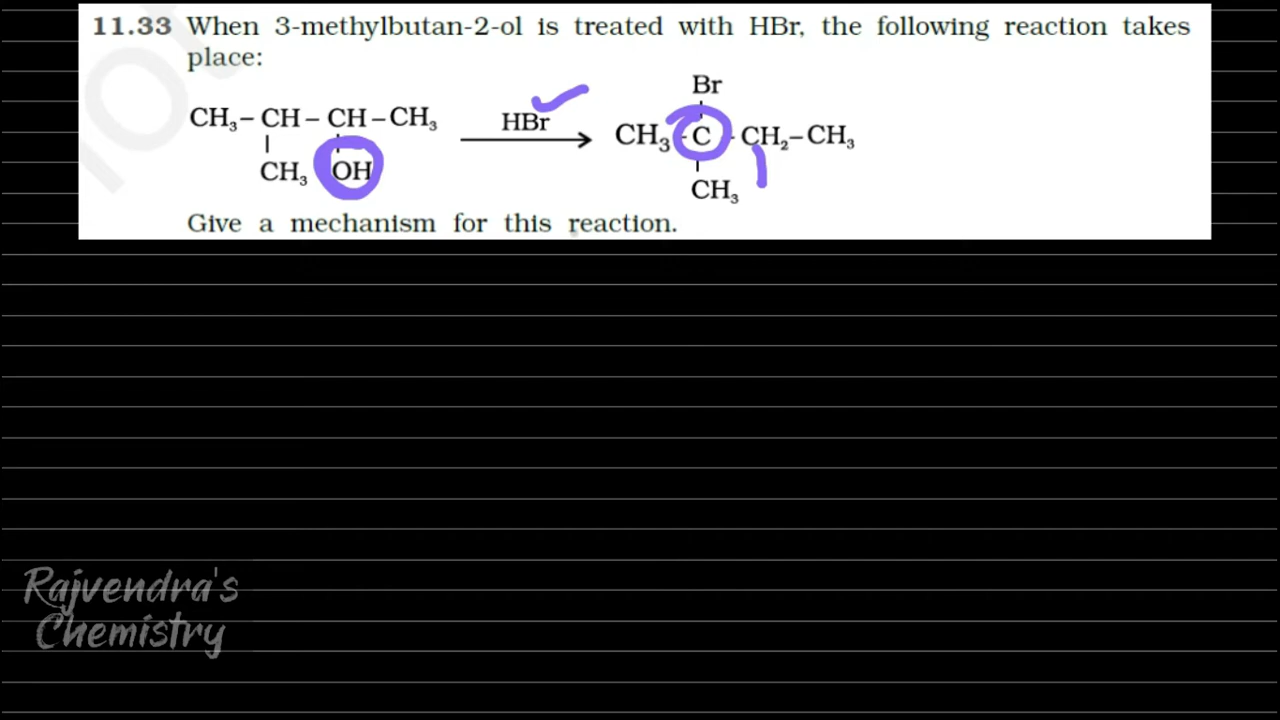 11.33 When 3-methylbutan-2-ol is treated with HBr, the following reaction takes
place:
Br
CH₃– CH – CH –CH₃ HBr CH₃ - C - CH₂–CH₃
CH₃ OH CH₃
Give a mechanism for this reaction.
Rajvendra's
Chemistry